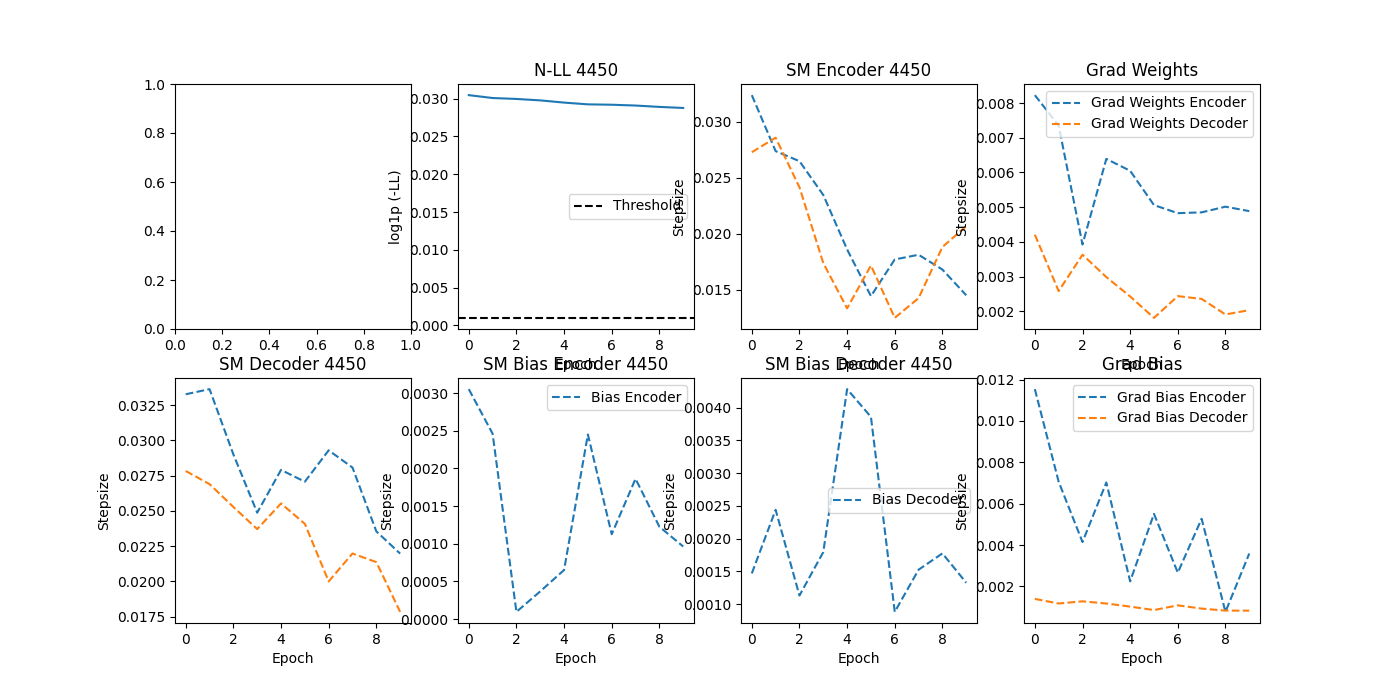 N-LL 4450
SM Encoder 4450
Grad Weights
1.0
0.8
0.6
0.4
0.2
0.0
0.0 0.2 0.4 0.6 0.8 1.0
log1p (-LL)
0.030
0.025
0.020
0.015
0.010
0.005
0.000
Threshold
0 2 4 6 8
Epoch
Stepsize
0.030
0.025
0.020
0.015
0 2 4 6 8
Epoch
Stepsize
0.008
0.007
0.006
0.005
0.004
0.003
0.002
Grad Weights Encoder
Grad Weights Decoder
0 2 4 6 8
Epoch
SM Decoder 4450
SM Bias Encoder 4450
SM Bias Decoder 4450
Grad Bias
Stepsize
0.0325
0.0300
0.0275
0.0250
0.0225
0.0200
0.0175
0 2 4 6 8
Epoch
Stepsize
0.0030
0.0025
0.0020
0.0015
0.0010
0.0005
0.0000
Bias Encoder
0 2 4 6 8
Epoch
Stepsize
0.0040
0.0035
0.0030
0.0025
0.0020
0.0015
0.0010
Bias Decoder
0 2 4 6 8
Epoch
Stepsize
0.012
0.010
0.008
0.006
0.004
0.002
Grad Bias Encoder
Grad Bias Decoder
0 2 4 6 8
Epoch